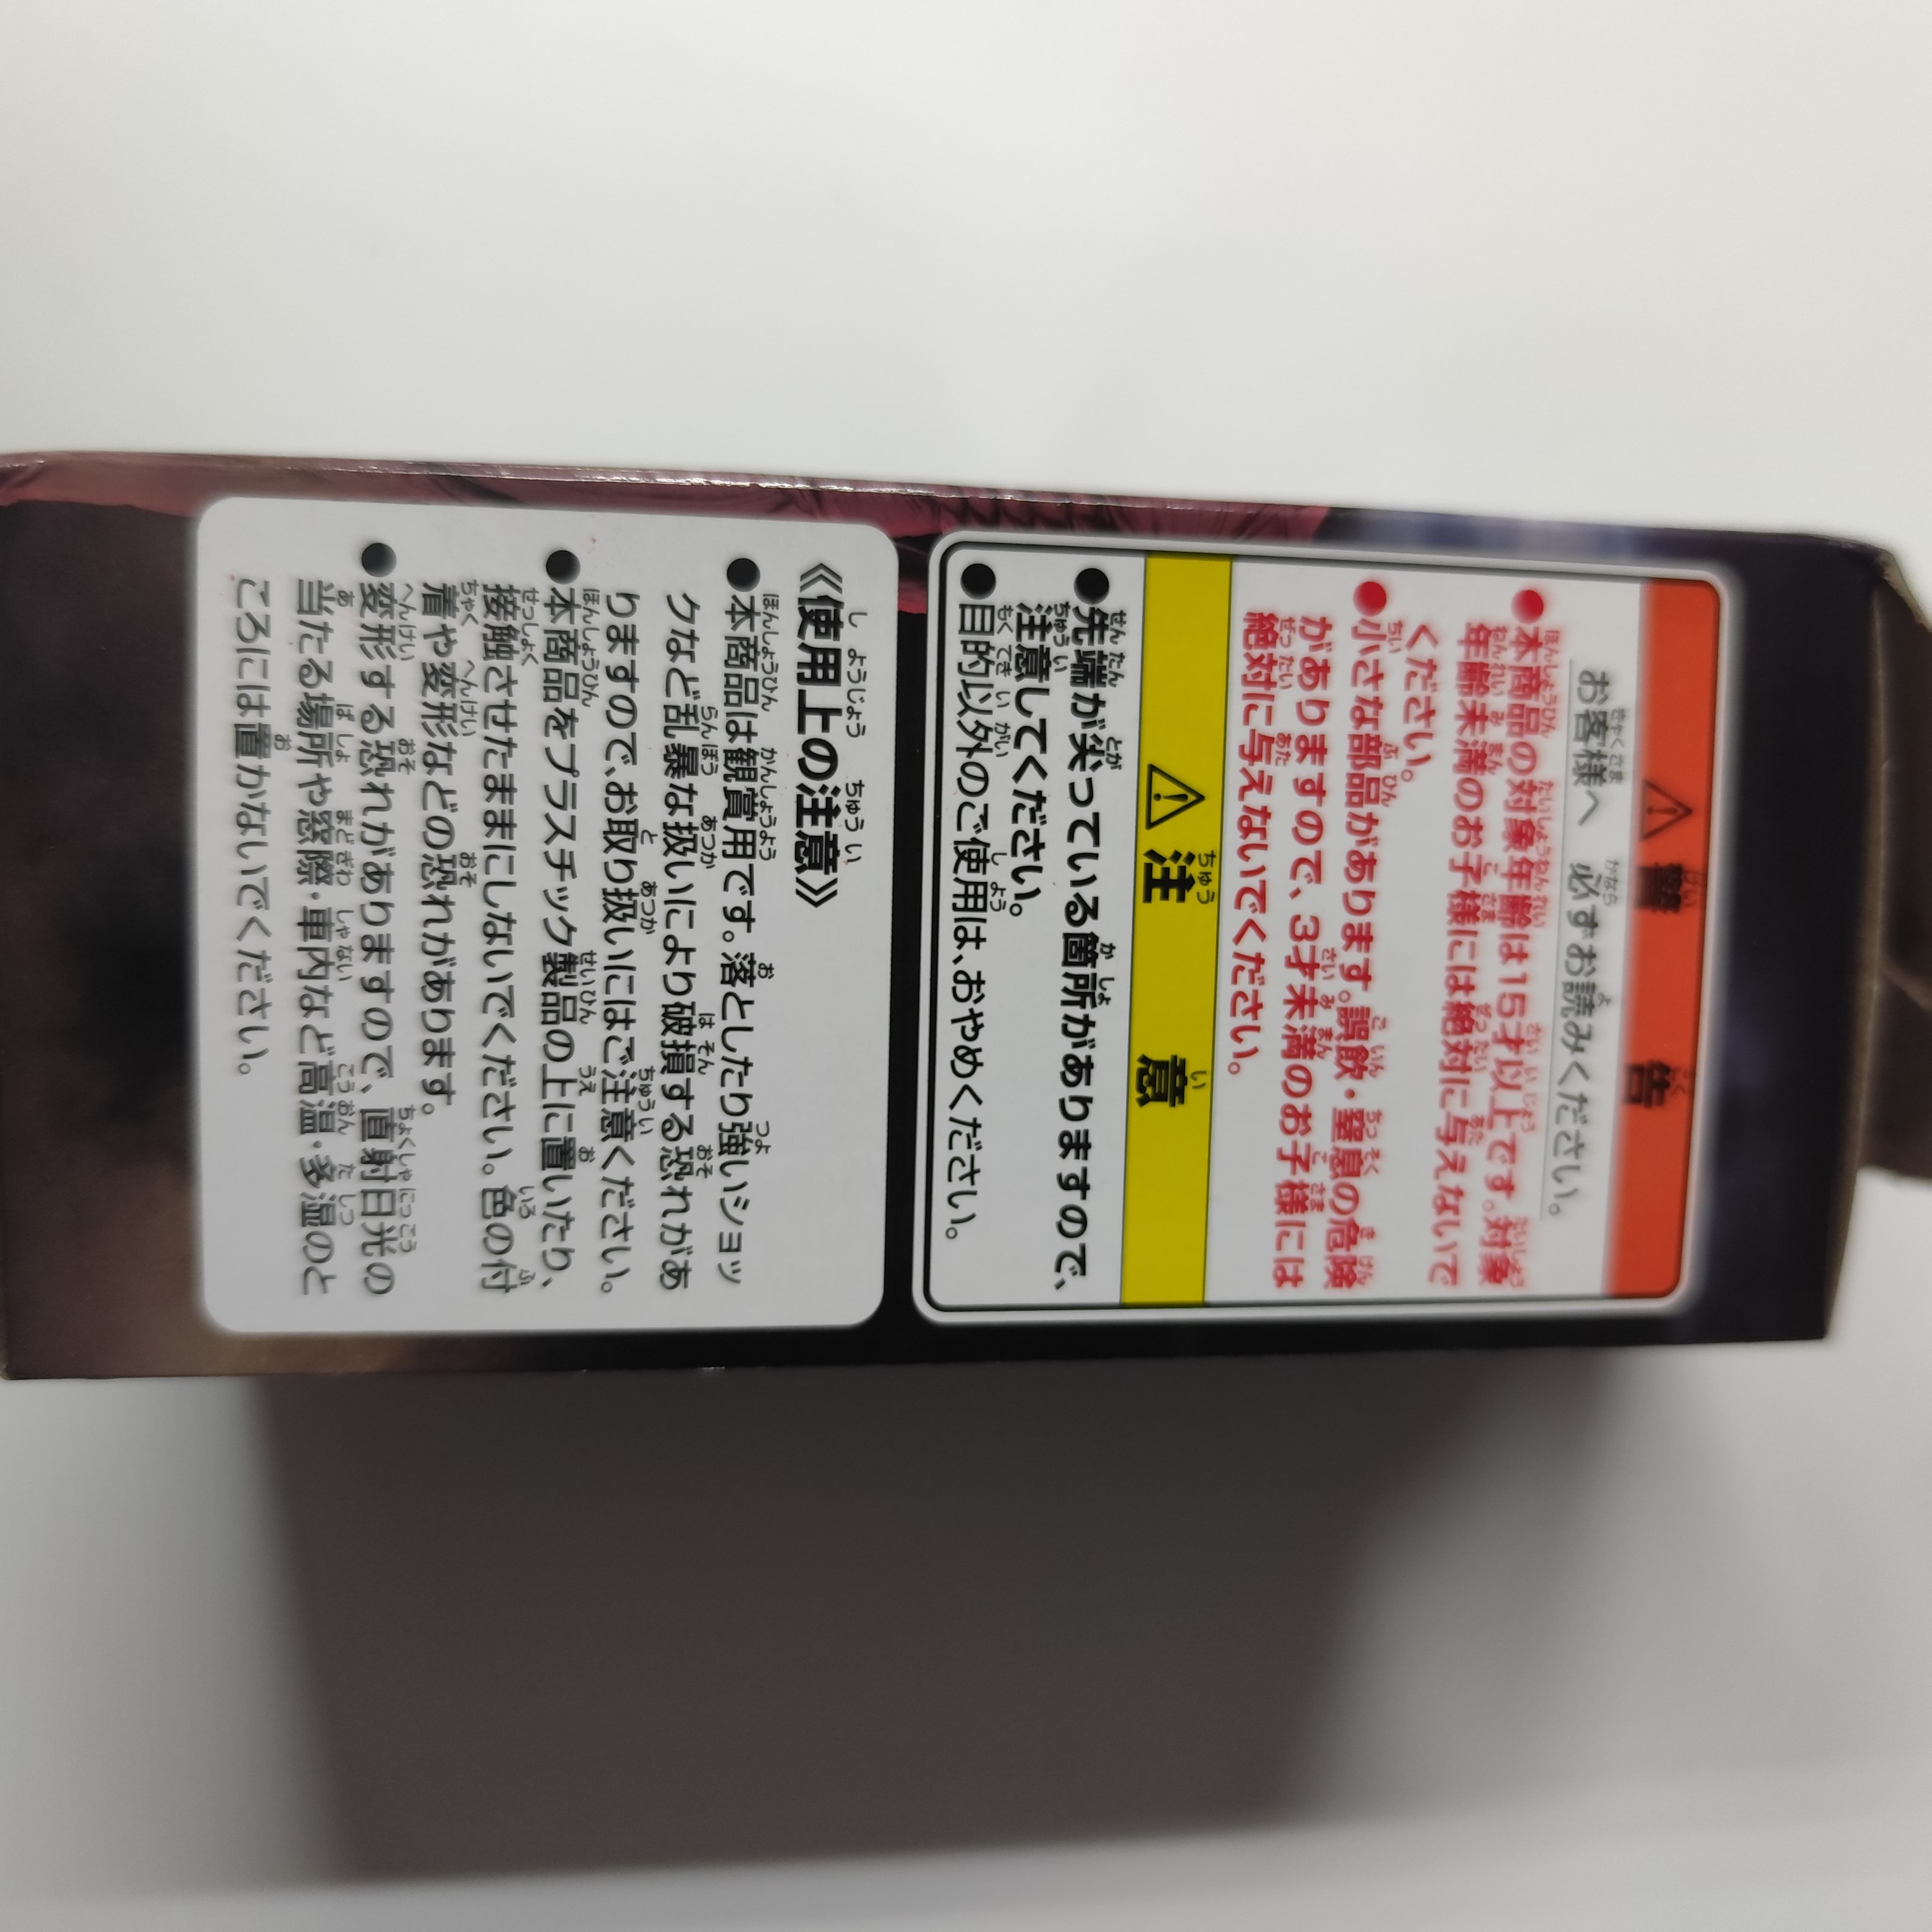 ⚠警告
お客様へ 必ずお読みください。
●本商品の対象年齢は15才以上です。対象
年齢未満のお子様には絶対に与えないで
ください。
●小さな部品があります。誤飲・窒息の危険
がありますので、3才未満のお子様には
絶対に与えないでください。
⚠注意
●先端が尖っている箇所がありますので、
注意してください。
●目的以外のご使用は、おやめください。
《使用上の注意》
●本商品は観賞用です。落としたり強いショッ
クなど乱暴な扱いにより破損する恐れがあ
りますので、お取り扱いにはご注意ください。
●本商品をプラスチック製品の上に置いたり、
接触させたままにしないでください。色の付
着や変形などの恐れがあります。
●変形する恐れがありますので、直射日光の
当たる場所や窓際・車内など高温・多湿のと
ころには置かないでください。